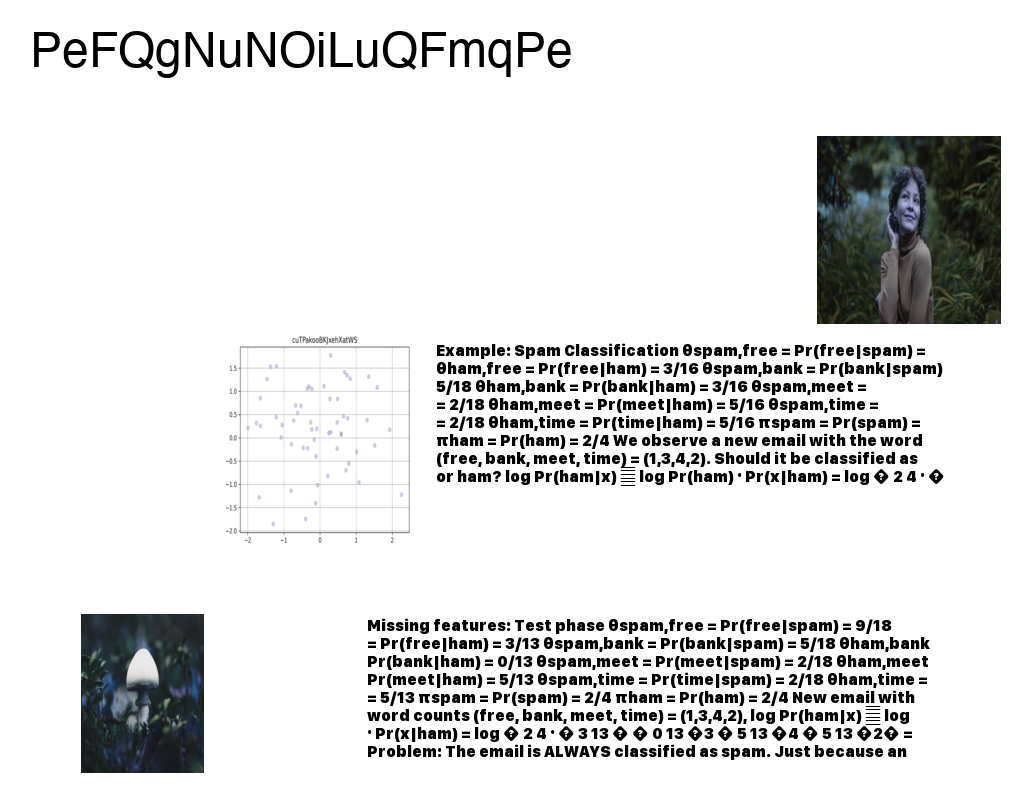 PeFQgNuNOiLuQFmqPe
cuTPakooBKJxehXatWS
1.5
1.0
0.5
0.0
−0.5
−1.0
−1.5
−2.0
−2 −1 0 1 2
Example: Spam Classification θspam,free = Pr(free|spam) =
θham,free = Pr(free|ham) = 3/16 θspam,bank = Pr(bank|spam)
5/18 θham,bank = Pr(bank|ham) = 3/16 θspam,meet =
= 2/18 θham,meet = Pr(meet|ham) = 5/16 θspam,time =
= 2/18 θham,time = Pr(time|ham) = 5/16 πspam = Pr(spam) =
πham = Pr(ham) = 2/4 We observe a new email with the word
(free, bank, meet, time) = (1,3,4,2). Should it be classified as
or ham? log Pr(ham|x) log Pr(ham) · Pr(x|ham) = log � 2 4 · �
Missing features: Test phase θspam,free = Pr(free|spam) = 9/18
= Pr(free|ham) = 3/13 θspam,bank = Pr(bank|spam) = 5/18 θham,bank
Pr(bank|ham) = 0/13 θspam,meet = Pr(meet|spam) = 2/18 θham,meet
Pr(meet|ham) = 5/13 θspam,time = Pr(time|spam) = 2/18 θham,time =
= 5/13 πspam = Pr(spam) = 2/4 πham = Pr(ham) = 2/4 New email with
word counts (free, bank, meet, time) = (1,3,4,2), log Pr(ham|x) log
· Pr(x|ham) = log � 2 4 · � 3 13 � � 0 13 �3 � 5 13 �4 � 5 13 �2� =
Problem: The email is ALWAYS classified as spam. Just because an